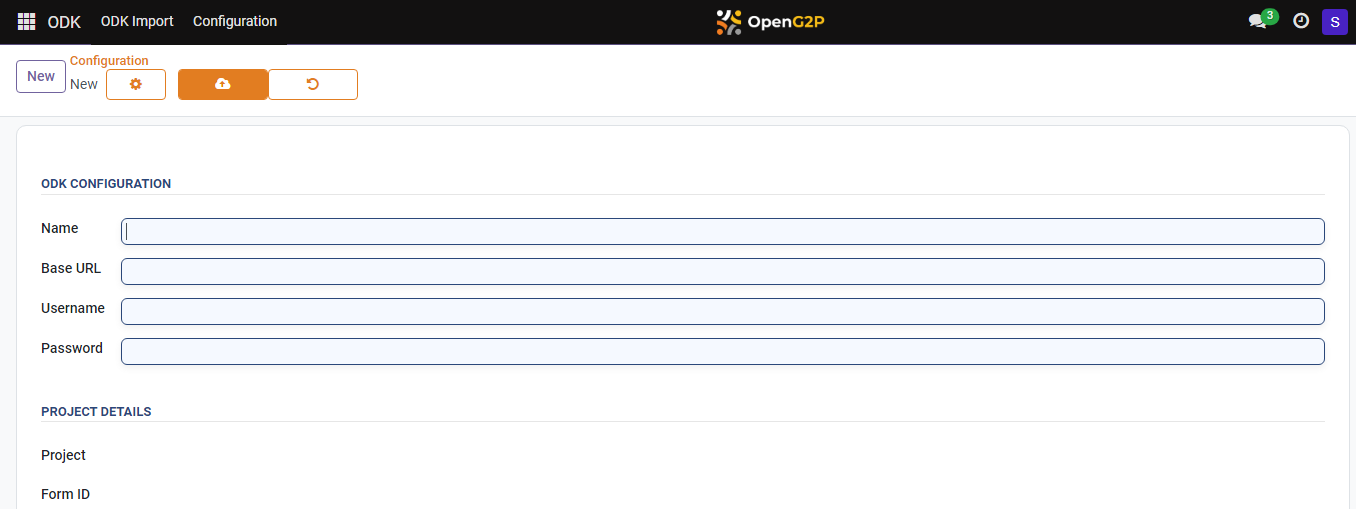 ODK ODK Import Configuration OpenG2P 3 S
New Configuration
New
ODK CONFIGURATION
Name
Base URL
Username
Password
PROJECT DETAILS
Project
Form ID